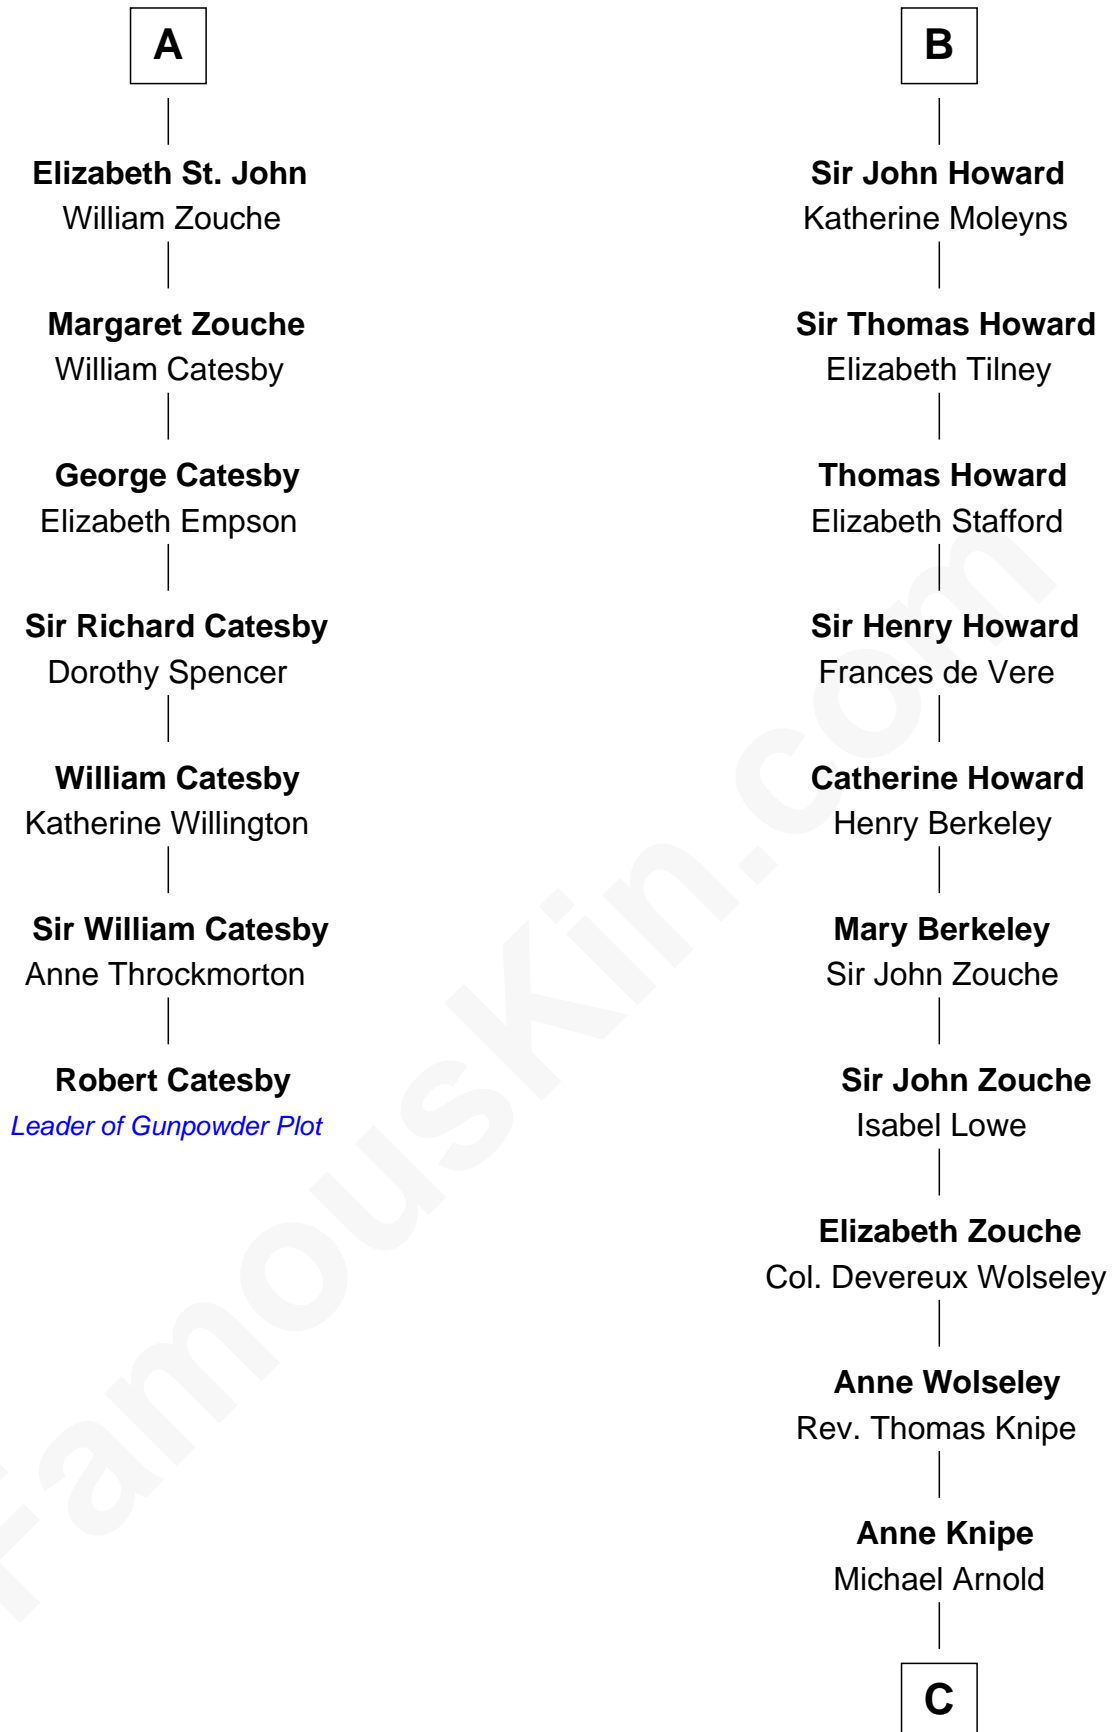 A
Elizabeth St. John
William Zouche
Margaret Zouche
William Catesby
George Catesby
Elizabeth Empson
Sir Richard Catesby
Dorothy Spencer
William Catesby
Katherine Willington
Sir William Catesby
Anne Throckmorton
Robert Catesby
Leader of Gunpowder Plot
B
Sir John Howard
Katherine Moleyns
Sir Thomas Howard
Elizabeth Tilney
Thomas Howard
Elizabeth Stafford
Sir Henry Howard
Frances de Vere
Catherine Howard
Henry Berkeley
Mary Berkeley
Sir John Zouche
Sir John Zouche
Isabel Lowe
Elizabeth Zouche
Col. Devereux Wolseley
Anne Wolseley
Rev. Thomas Knipe
Anne Knipe
Michael Arnold
C
FamousKin.com